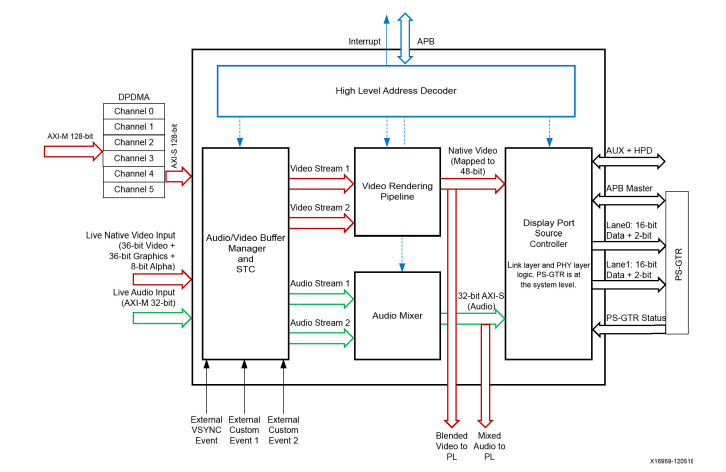 Interrupt
APB
High Level Address Decoder
DPDMA
Channel 0
Channel 1
Channel 2
Channel 3
Channel 4
Channel 5
AXI-M 128-bit
AXI-S 128-bit
Live Native Video Input
(36-bit Video +
36-bit Graphics +
8-bit Alpha)
Live Audio Input
(AXI-M 32-bit)
Audio/Video Buffer
Manager
and
STC
Video Stream 1
Video Stream 2
Audio Stream 1
Audio Stream 2
Video Rendering
Pipeline
Audio Mixer
Native Video
(Mapped to
48-bit)
32-bit AXI-S
(Audio)
Display Port
Source
Controller
Link layer and PHY layer
logic. PS-GTR is at
the system level.
AUX + HPD
APB Master
Lane0: 16-bit
Data + 2-bit
Lane1: 16-bit
Data + 2-bit
PS-GTR Status
PS-GTR
External
VSYNC
Event
External
Custom
Event 1
External
Custom
Event 2
Blended
Video to
PL
Mixed
Audio to
PL